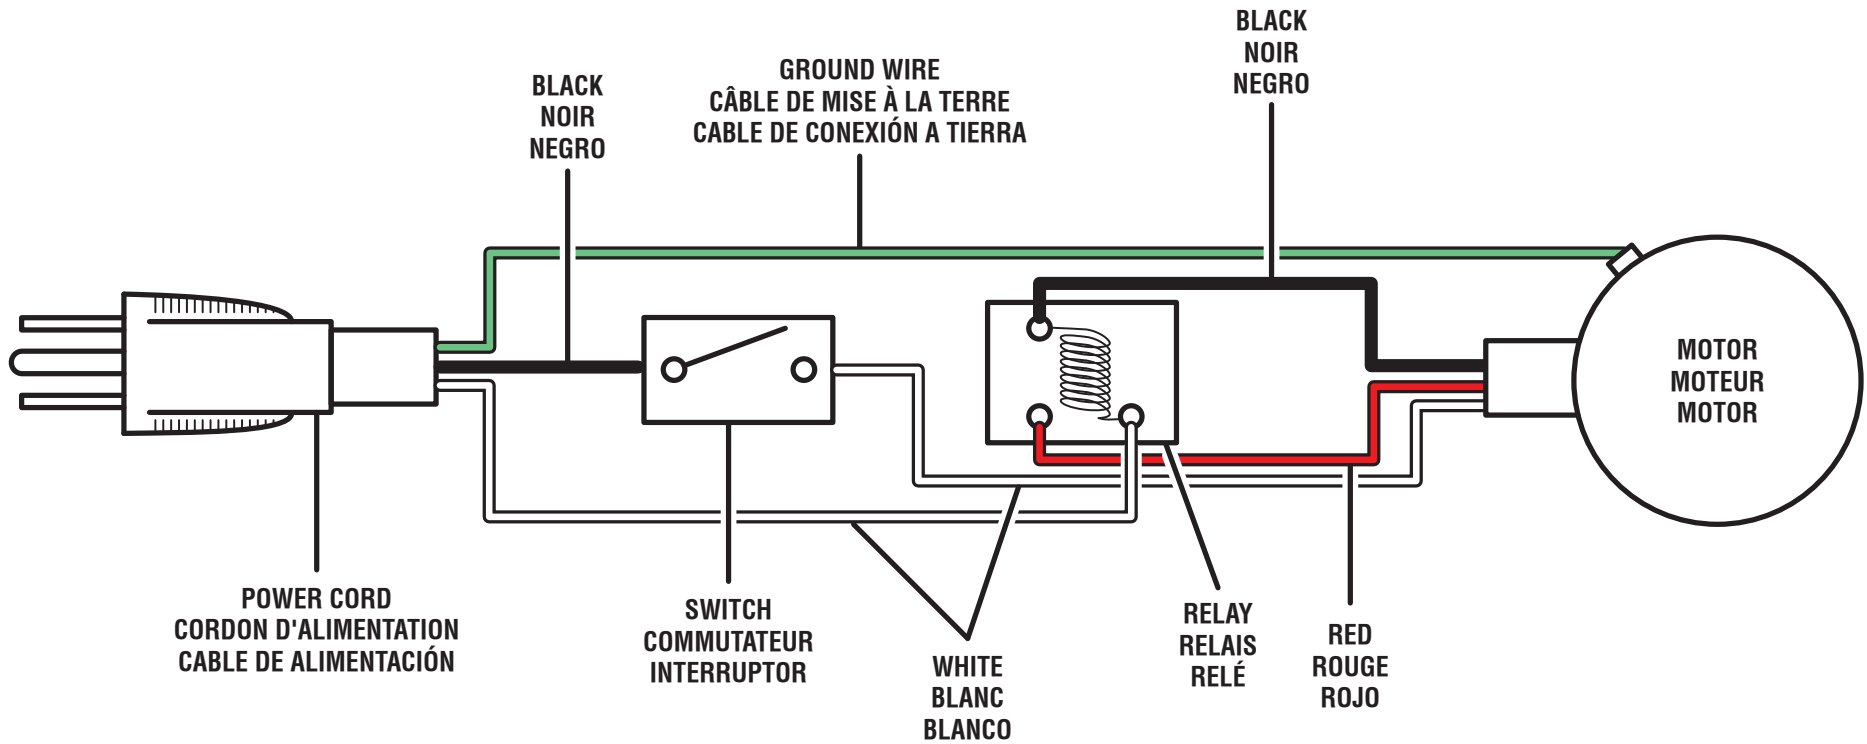 BLACK
NOIR
NEGRO
GROUND WIRE
CÂBLE DE MISE À LA TERRE
CABLE DE CONEXIÓN A TIERRA
BLACK
NOIR
NEGRO
MOTOR
MOTEUR
MOTOR
POWER CORD
CORDON D'ALIMENTATION
CABLE DE ALIMENTACIÓN
SWITCH
COMMUTATEUR
INTERRUPTOR
WHITE
BLANC
BLANCO
RELAY
RELAIS
RELÉ
RED
ROUGE
ROJO